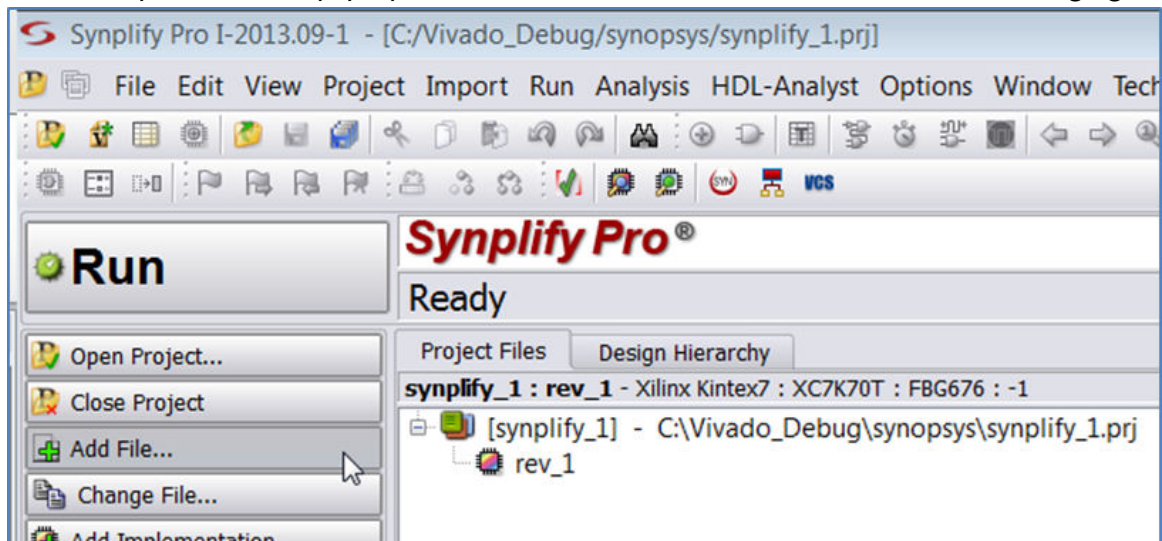 Synplify Pro I-2013.09-1 - [C:/Vivado_Debug/synopsys/synplify_1.prj]
File Edit View Project Import Run Analysis HDL-Analyst Options Window Tech
SYN VCS
Run
Synplify Pro®
Ready
Open Project...
Close Project
Add File...
Change File...
Add Implementation
Project Files Design Hierarchy
synplify_1 : rev_1 - Xilinx Kintex7 : XC7K70T : FBG676 : -1
[synplify_1] - C:\Vivado_Debug\synopsys\synplify_1.prj
rev_1